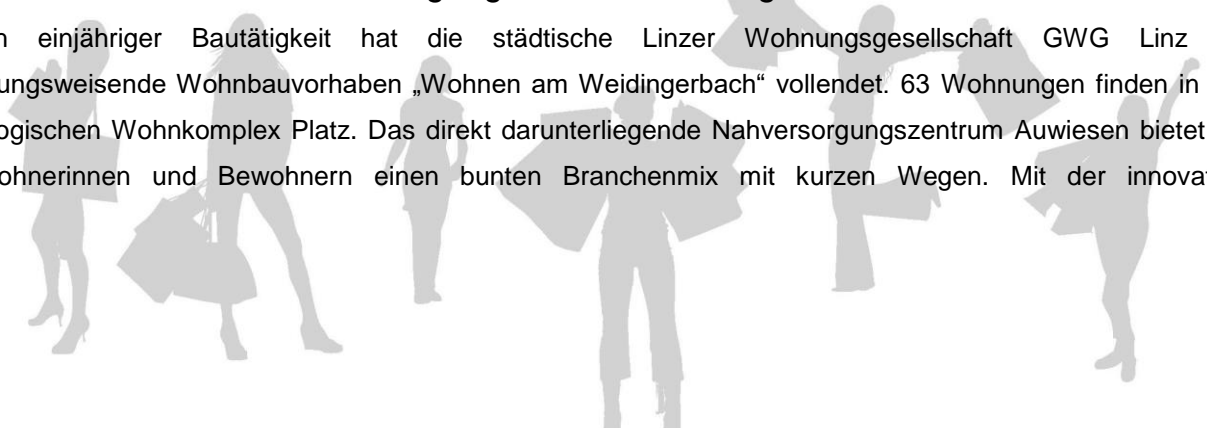 einjähriger Bautätigkeit hat die städtische Linzer Wohnungsgesellschaft GWG Linz
ungsweisende Wohnbauvorhaben „Wohnen am Weidingerbach“ vollendet. 63 Wohnungen finden in
ogischen Wohnkomplex Platz. Das direkt darunterliegende Nahversorgungszentrum Auwiesen bietet
ohnerinnen und Bewohnern einen bunten Branchenmix mit kurzen Wegen. Mit der innova